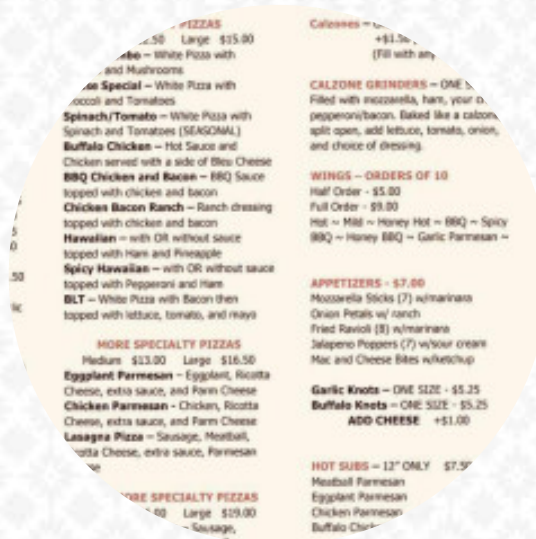 PIZZAS
Large $15.00
White Pizza with
and Mushrooms
Special – White Pizza with
and Tomatoes
Spinach/Tomato – White Pizza with
Spinach and Tomatoes (SEASONAL)
Buffalo Chicken – Hot Sauce and
Chicken served with a side of Bleu Cheese
BBQ Chicken and Bacon – BBQ Sauce
topped with chicken and bacon
Chicken Bacon Ranch – Ranch dressing
topped with chicken and bacon
Hawaiian – with OR without sauce
topped with Ham and Pineapple
Spicy Hawaiian – with OR without sauce
topped with Pepperoni and Ham
BLT – White Pizza with Bacon then
topped with lettuce, tomato, and mayo
MORE SPECIALTY PIZZAS
Medium $13.00 Large $16.50
Eggplant Parmesan – Eggplant, Ricotta
Cheese, extra sauce, and Parm Cheese
Chicken Parmesan - Chicken, Ricotta
Cheese, extra sauce, and Parm Cheese
Lasagna Pizza – Sausage, Meatball,
Cheese, extra sauce, Parmesan
SPECIALTY PIZZAS
Large $19.00
Sausage,
Calzones –
(Fill with any
CALZONE GRINDERS – ONE
Filled with mozzarella, ham, your
pepperoni/bacon. Baked like a calzone
split open, add lettuce, tomato, onion,
and choice of dressing.
WINGS – ORDERS OF 10
Half Order - $5.00
Full Order - $9.00
Hot ~ Mild ~ Honey Hot ~ BBQ ~ Spicy
BBQ ~ Honey BBQ ~ Garlic Parmesan ~
APPETIZERS - $7.00
Mozzarella Sticks (7) w/marinara
Onion Petals w/ ranch
Fried Ravioli (8) w/marinara
Jalapeno Poppers (7) w/sour cream
Mac and Cheese Bites w/ketchup
Garlic Knots – ONE SIZE - $5.25
Buffalo Knots – ONE SIZE - $5.25
ADD CHEESE +$1.00
HOT SUBS – 12" ONLY
Meatball Parmesan
Eggplant Parmesan
Chicken Parmesan
Buffalo